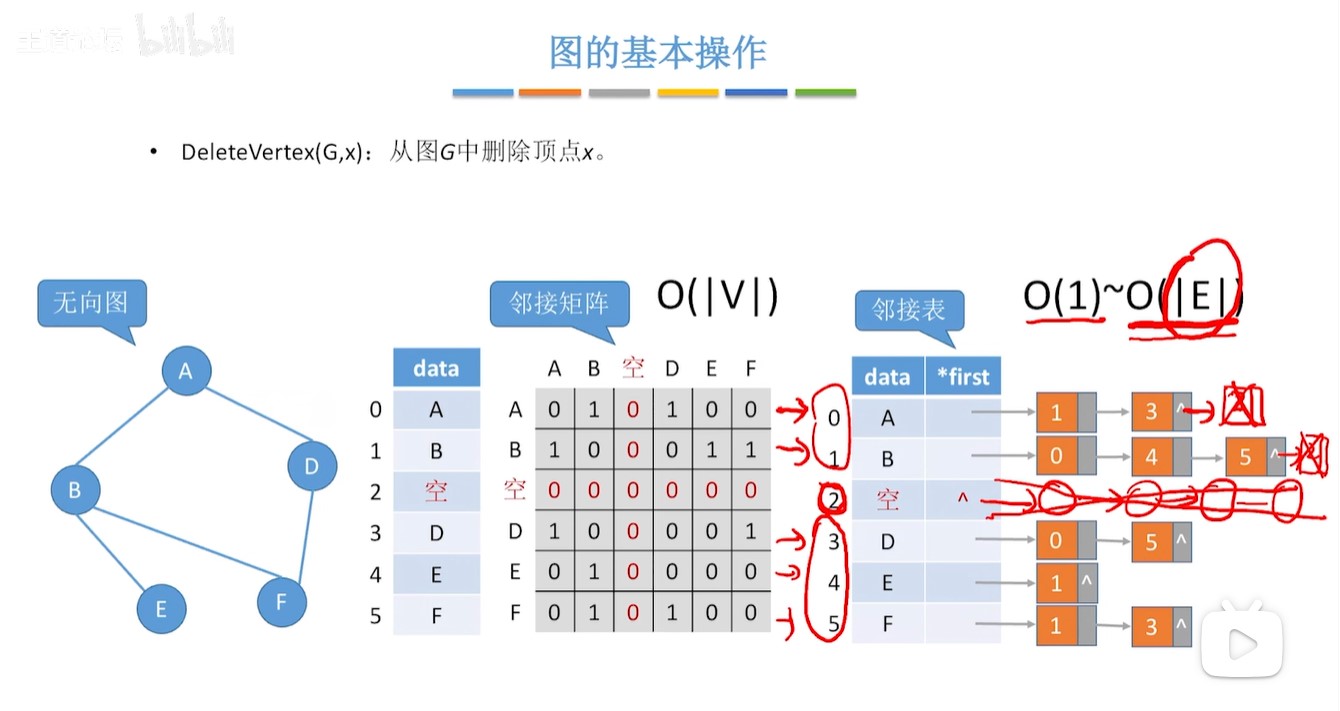 王道论坛 bilibili
图的基本操作
• DeleteVertex(G,x)：从图G中删除顶点x。
无向图
A
D
B
E
F
data
0 A
1 B
2 空
3 D
4 E
5 F
邻接矩阵
O(|V|)
A B 空 D E F
A 0 1 0 1 0 0
B 1 0 0 0 1 1
空 0 0 0 0 0 0
D 1 0 0 0 0 1
E 0 1 0 0 0 0
F 0 1 0 1 0 0
邻接表
O(1)~O(|E|)
data *first
0 A 1 3 ^
1 B 0 4 5 ^
2 空 ^
3 D 0 5 ^
4 E 1 ^
5 F 1 3 ^